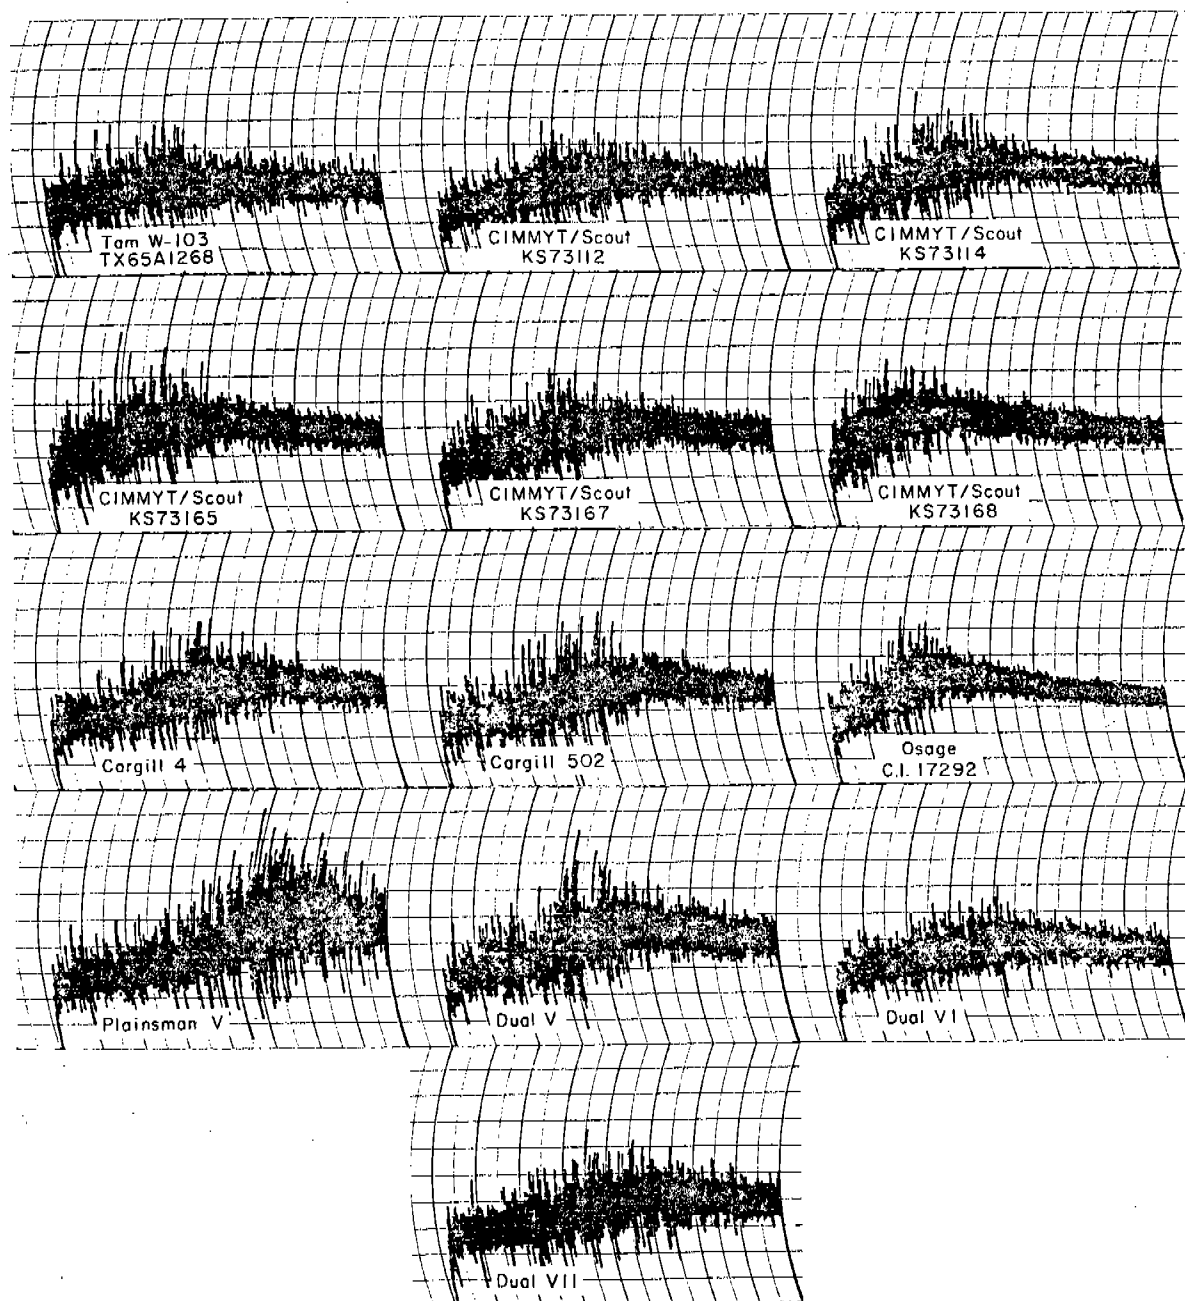 Tam W-103
TX65A1268
CIMMYT/Scout
KS73112
CIMMYT/Scout
KS73114
CIMMYT/Scout
KS73165
CIMMYT/Scout
KS73167
CIMMYT/Scout
KS73168
Cargill 4
Cargill 502
Osage
C.I. 17292
Plainsman V
Dual V
Dual VI
Dual VII